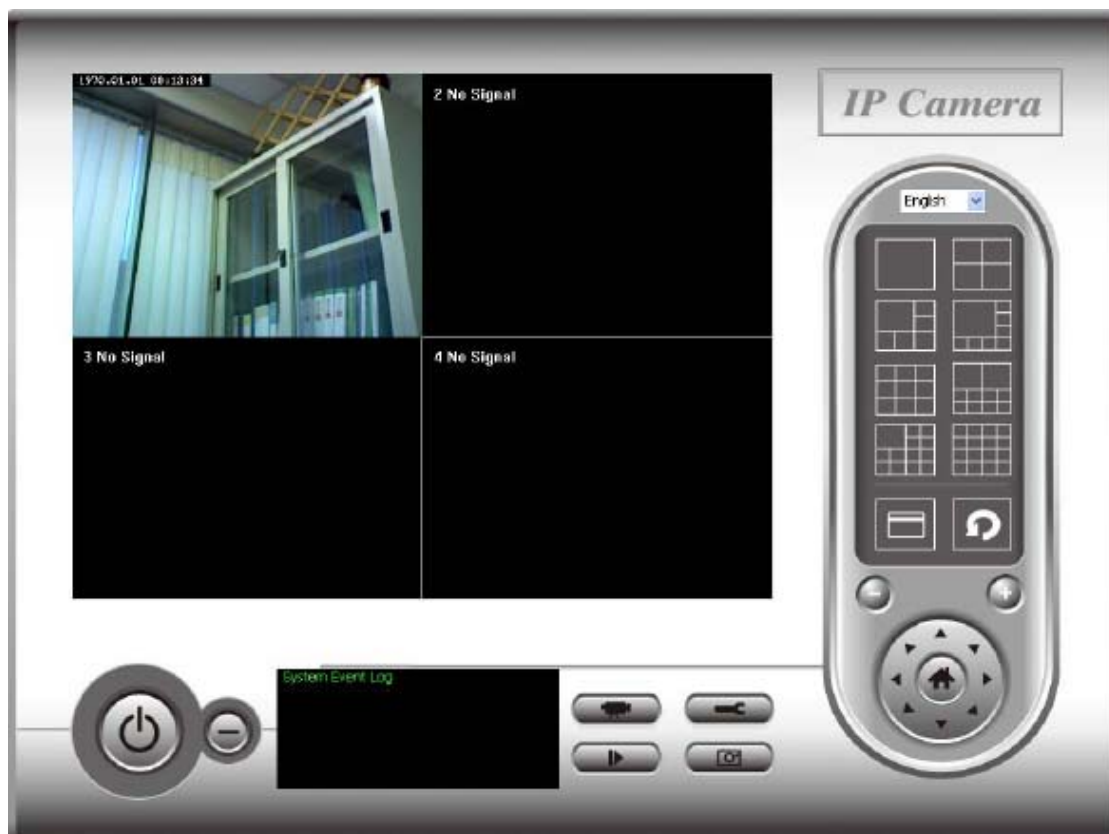 1970.01.01 00:13:34
2 No Signal
IP Camera
English
3 No Signal
4 No Signal
System Event Log